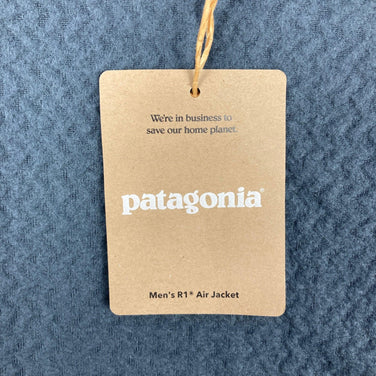 We're in business to
save our home planet.
patagonia®
Men's R1® Air Jacket